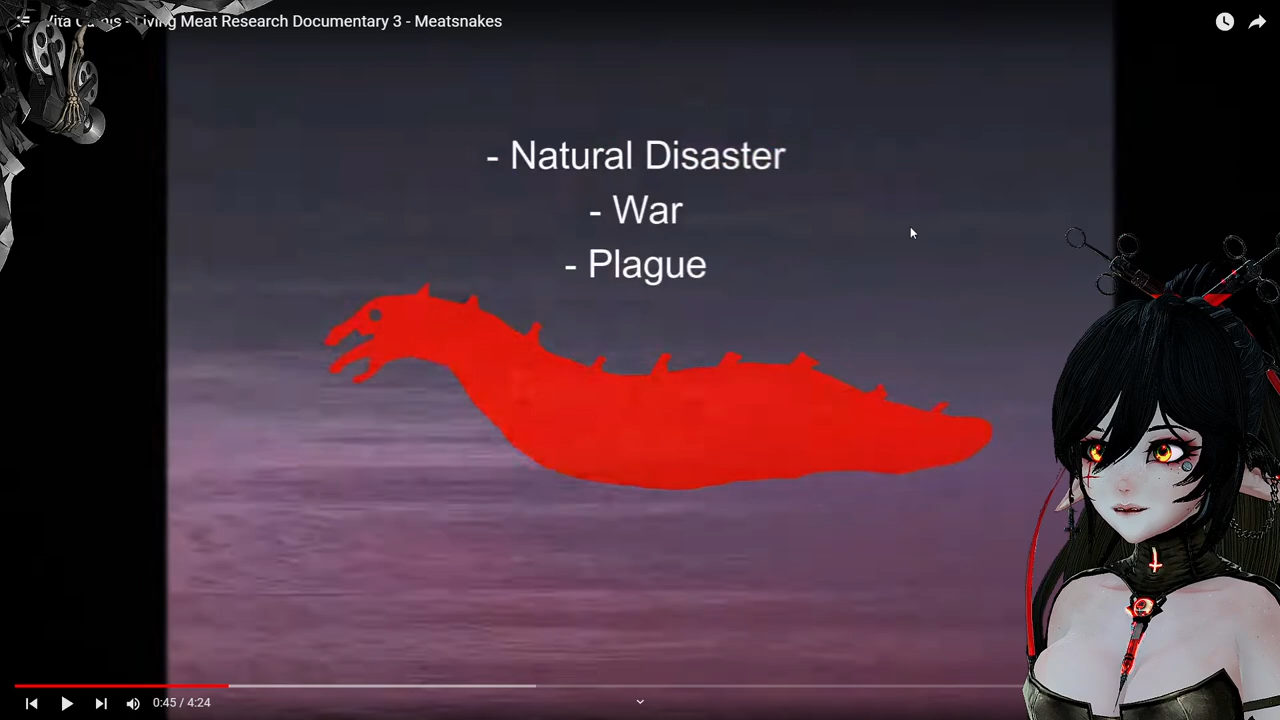 Living Meat Research Documentary 3 - Meatsnakes
- Natural Disaster
- War
- Plague
0:45 / 4:24